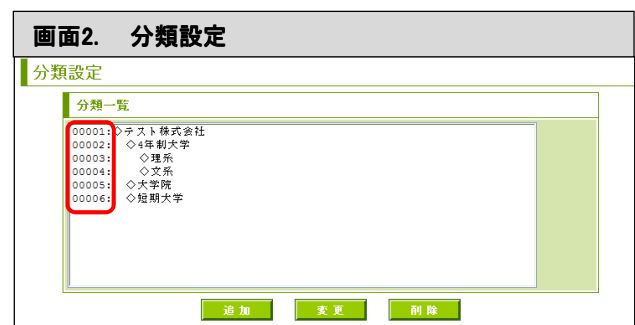 画面2. 分類設定
分類設定
分類一覧
00001:◇テスト株式会社
00002: ◇4年制大学
00003: ◇理系
00004: ◇文系
00005: ◇大学院
00006: ◇短期大学
追加 変更 削除